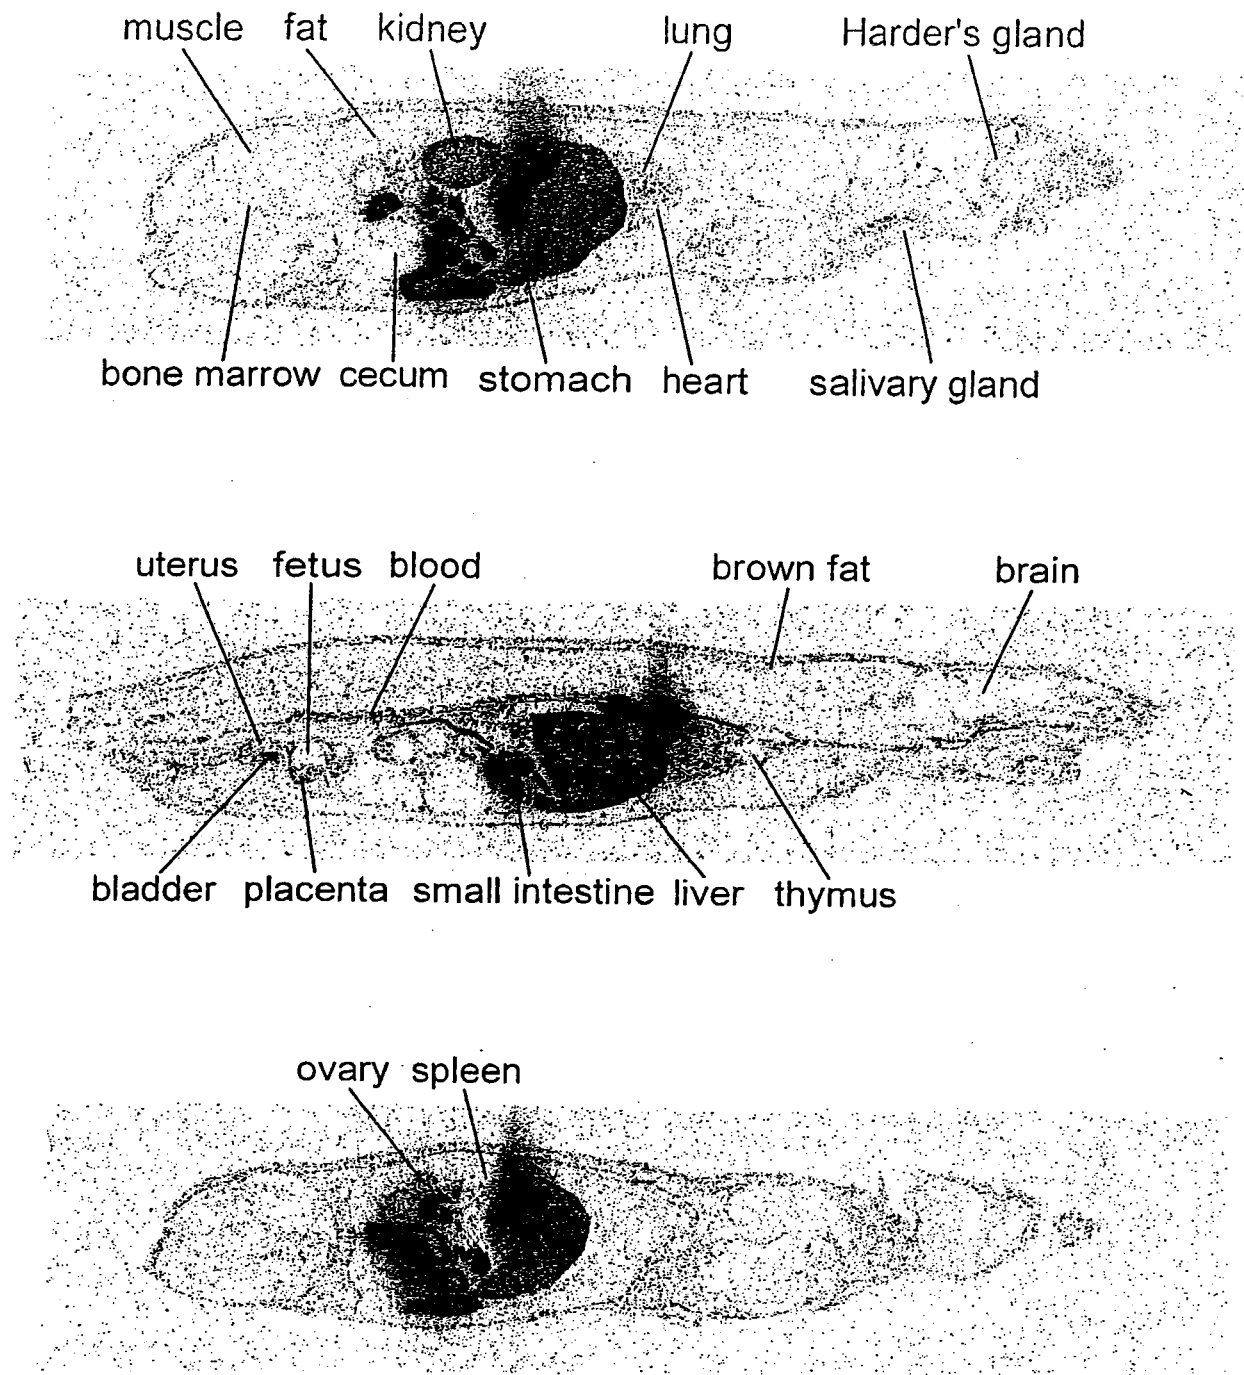 muscle fat kidney lung Harder's gland
bone marrow cecum stomach heart salivary gland
uterus fetus blood brown fat brain
bladder placenta small intestine liver thymus
ovary spleen